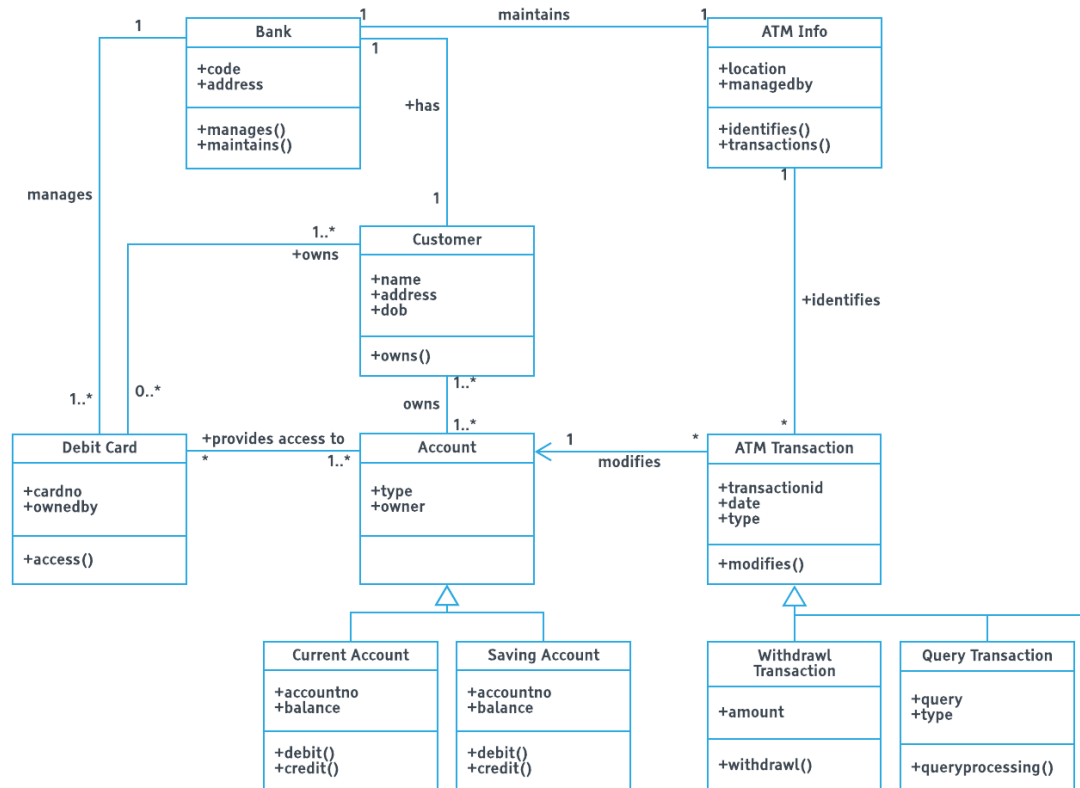 1
maintains
1
1
Bank
ATM Info
+code
+address
+location
+managedby
1
+has
+manages()
+maintains()
+identifies()
+transactions()
manages
1
1
1..*
+owns
Customer
+name
+address
+dob
+identifies
+owns()
1..*
0..*
1..*
owns
1..*
*
Debit Card
+provides access to
*
1..*
Account
1
*
modifies
ATM Transaction
+cardno
+ownedby
+type
+owner
+transactionid
+date
+type
+access()
+modifies()
Current Account
Saving Account
Withdrawl
Transaction
Query Transaction
+accountno
+balance
+accountno
+balance
+amount
+query
+type
+debit()
+credit()
+debit()
+credit()
+withdrawl()
+queryprocessing()